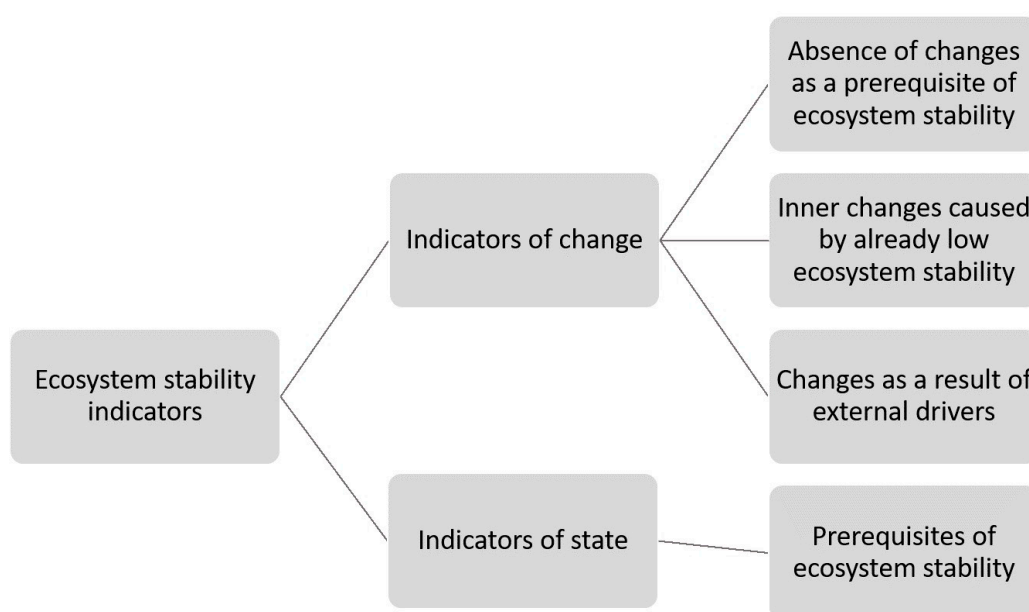 Absence of changes
as a prerequisite of
ecosystem stability
Indicators of change
Inner changes caused
by already low
ecosystem stability
Ecosystem stability
indicators
Changes as a result of
external drivers
Indicators of state
Prerequisites of
ecosystem stability